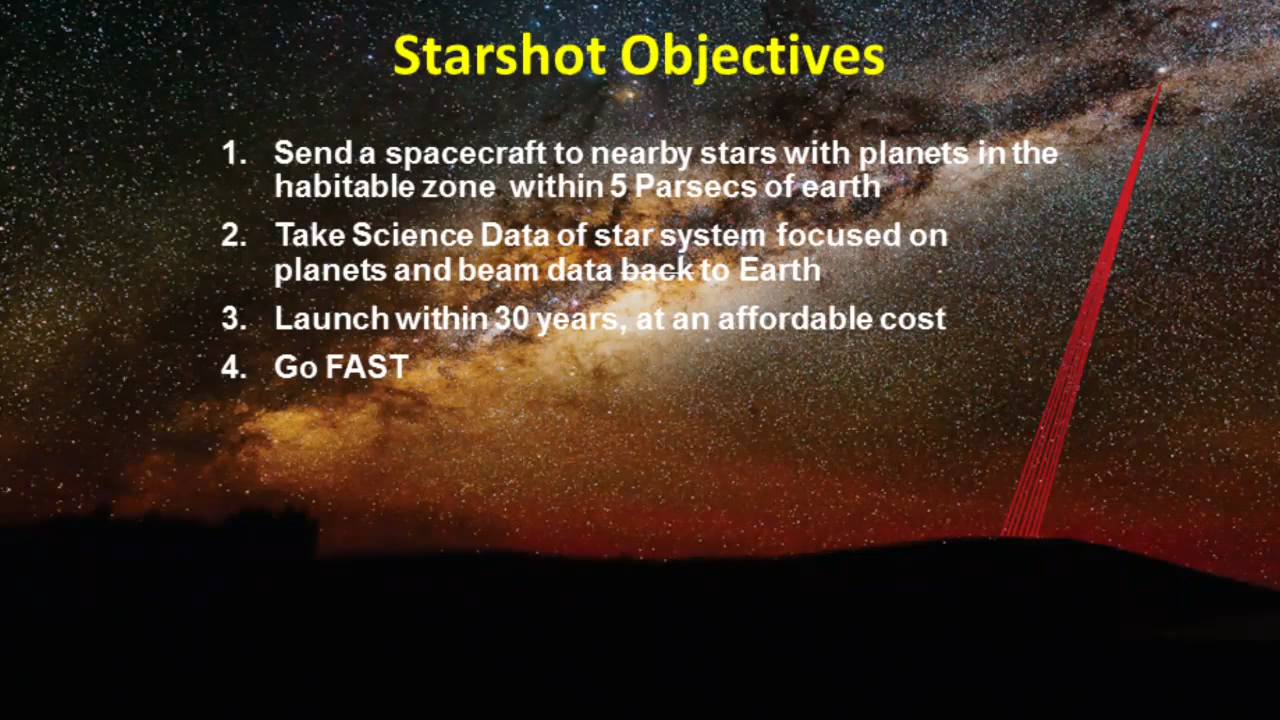 Starshot Objectives
1. Send a spacecraft to nearby stars with planets in the
habitable zone within 5 Parsecs of earth
2. Take Science Data of star system focused on
planets and beam data back to Earth
3. Launch within 30 years, at an affordable cost
4. Go FAST